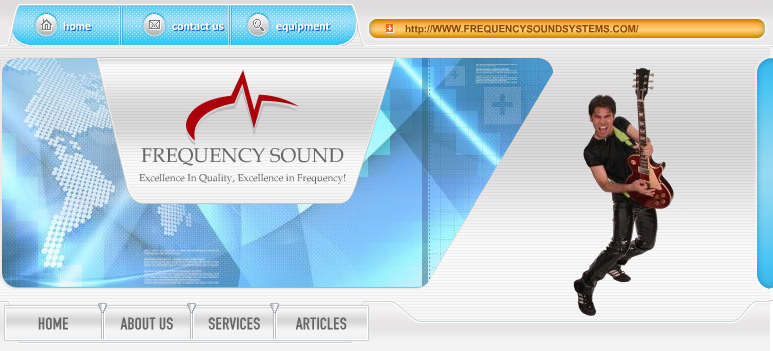 home
contact us
equipment
http://WWW.FREQUENCYSOUNDSYSTEMS.COM/
FREQUENCY SOUND
Excellence In Quality, Excellence in Frequency!
HOME
ABOUT US
SERVICES
ARTICLES